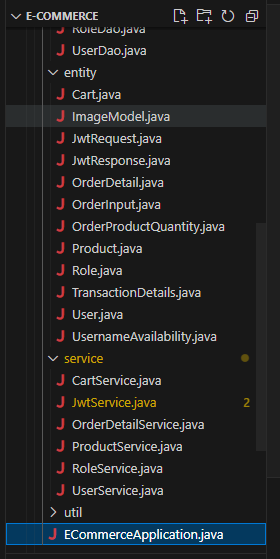 E-COMMERCE
RoleDao.java
UserDao.java
entity
Cart.java
ImageModel.java
JwtRequest.java
JwtResponse.java
OrderDetail.java
OrderInput.java
OrderProductQuantity.java
Product.java
Role.java
TransactionDetails.java
User.java
UsernameAvailability.java
service
CartService.java
JwtService.java 2
OrderDetailService.java
ProductService.java
RoleService.java
UserService.java
util
ECommerceApplication.java